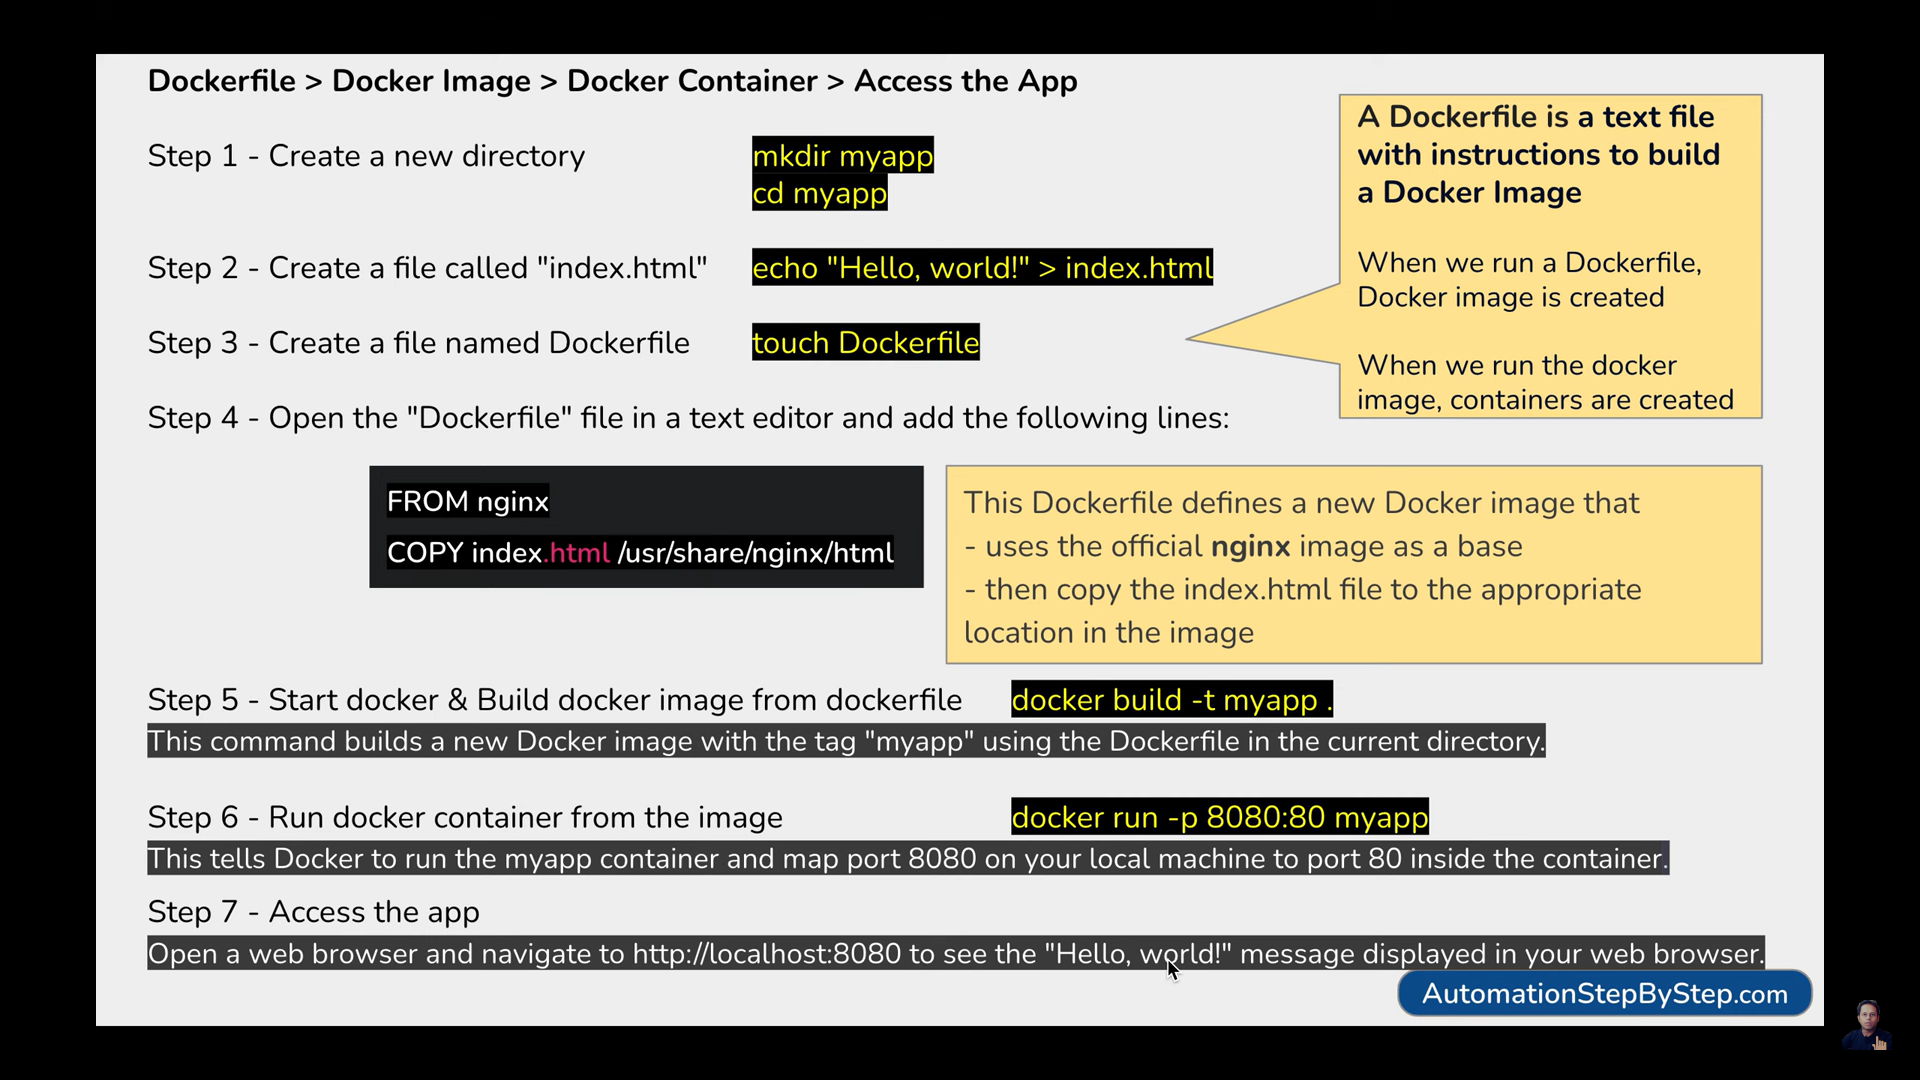 Dockerfile > Docker Image > Docker Container > Access the App
A Dockerfile is a text file
with instructions to build
a Docker Image
When we run a Dockerfile,
Docker image is created
When we run the docker
image, containers are created
Step 1 - Create a new directory
mkdir myapp
cd myapp
Step 2 - Create a file called "index.html"
echo "Hello, world!" > index.html
Step 3 - Create a file named Dockerfile
touch Dockerfile
Step 4 - Open the "Dockerfile" file in a text editor and add the following lines:
FROM nginx
COPY index.html /usr/share/nginx/html
This Dockerfile defines a new Docker image that
- uses the official nginx image as a base
- then copy the index.html file to the appropriate
location in the image
Step 5 - Start docker & Build docker image from dockerfile
docker build -t myapp .
This command builds a new Docker image with the tag "myapp" using the Dockerfile in the current directory.
Step 6 - Run docker container from the image
docker run -p 8080:80 myapp
This tells Docker to run the myapp container and map port 8080 on your local machine to port 80 inside the container.
Step 7 - Access the app
Open a web browser and navigate to http://localhost:8080 to see the "Hello, world!" message displayed in your web browser.
AutomationStepByStep.com